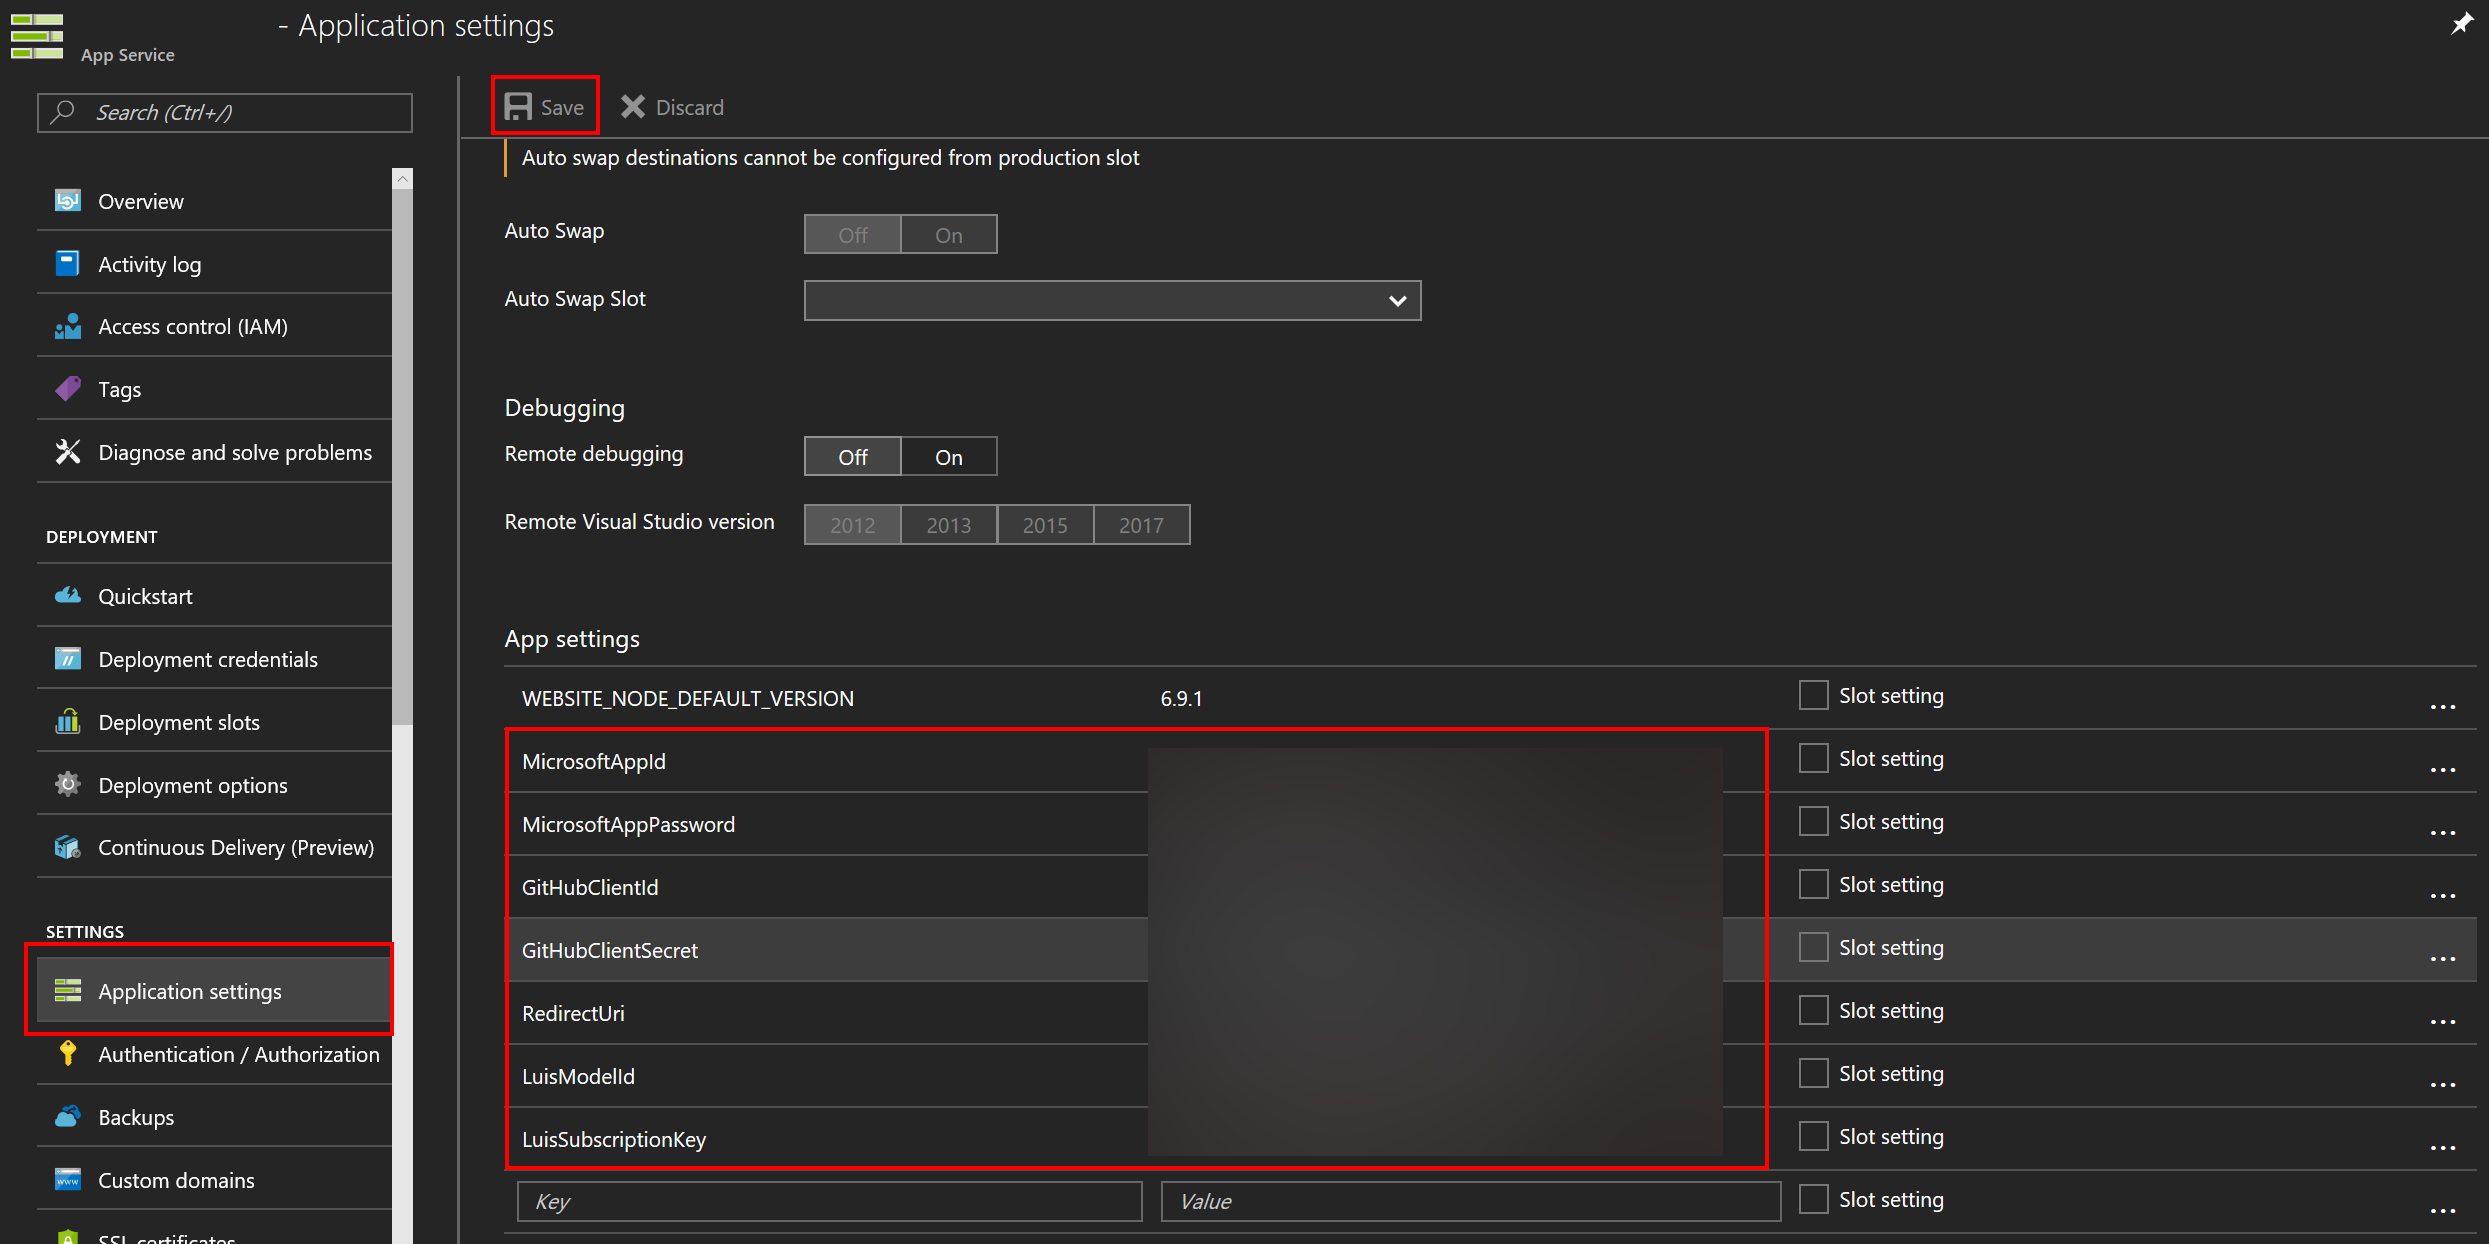 - Application settings
App Service
Search (Ctrl+/)
Overview
Activity log
Access control (IAM)
Tags
Diagnose and solve problems
DEPLOYMENT
Quickstart
Deployment credentials
Deployment slots
Deployment options
Continuous Delivery (Preview)
SETTINGS
Application settings
Authentication / Authorization
Backups
Custom domains
SSL certificates
Save Discard
Auto swap destinations cannot be configured from production slot
Auto Swap Off On
Auto Swap Slot
Debugging
Remote debugging Off On
Remote Visual Studio version 2012 2013 2015 2017
App settings
WEBSITE_NODE_DEFAULT_VERSION 6.9.1 Slot setting ...
MicrosoftAppId Slot setting ...
MicrosoftAppPassword Slot setting ...
GitHubClientId Slot setting ...
GitHubClientSecret Slot setting ...
RedirectUri Slot setting ...
LuisModelId Slot setting ...
LuisSubscriptionKey Slot setting ...
Key Value Slot setting ...